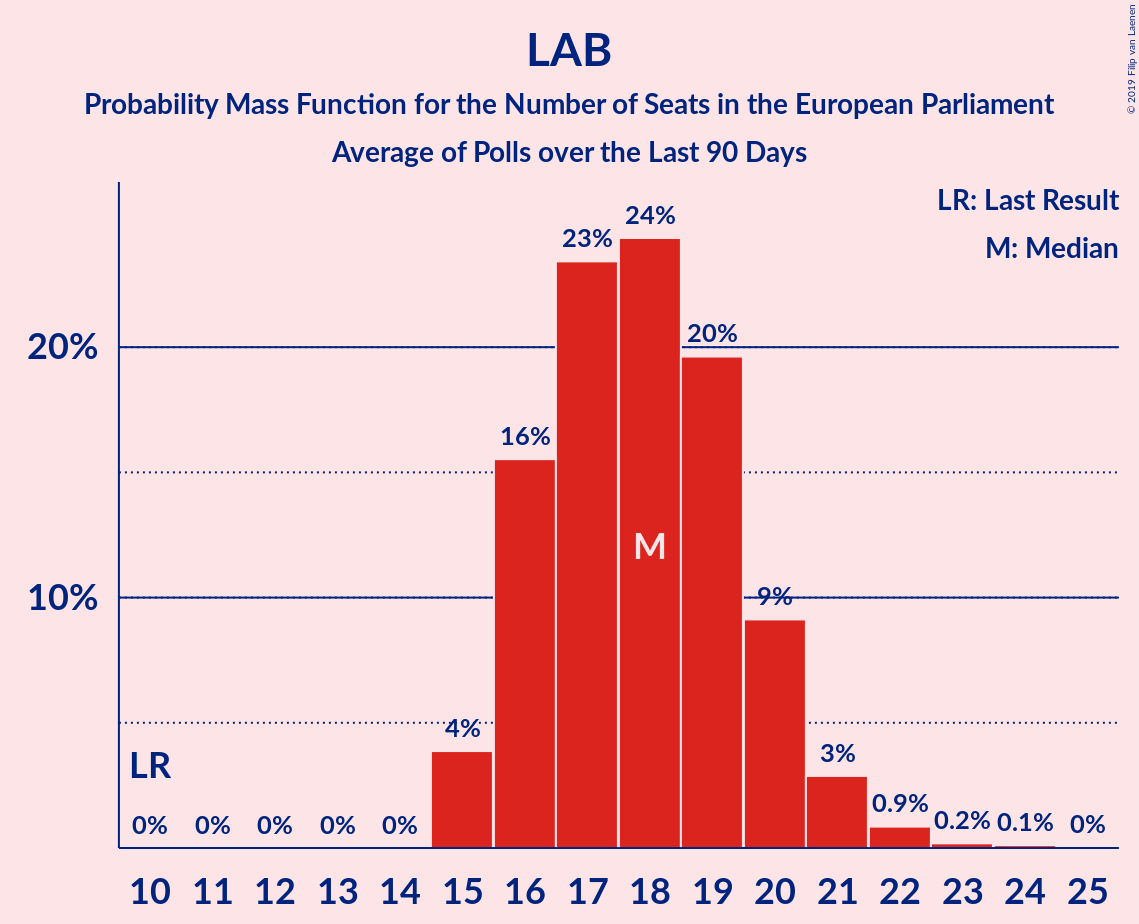 LAB
Probability Mass Function for the Number of Seats in the European Parliament
Average of Polls over the Last 90 Days
© 2019 Filip van Laenen
LR: Last Result
M: Median
24%
23%
20%
20%
16%
M
10%
9%
4%
3%
LR
0.9%
0% 0% 0% 0% 0% 0.2% 0.1% 0%
10 11 12 13 14 15 16 17 18 19 20 21 22 23 24 25